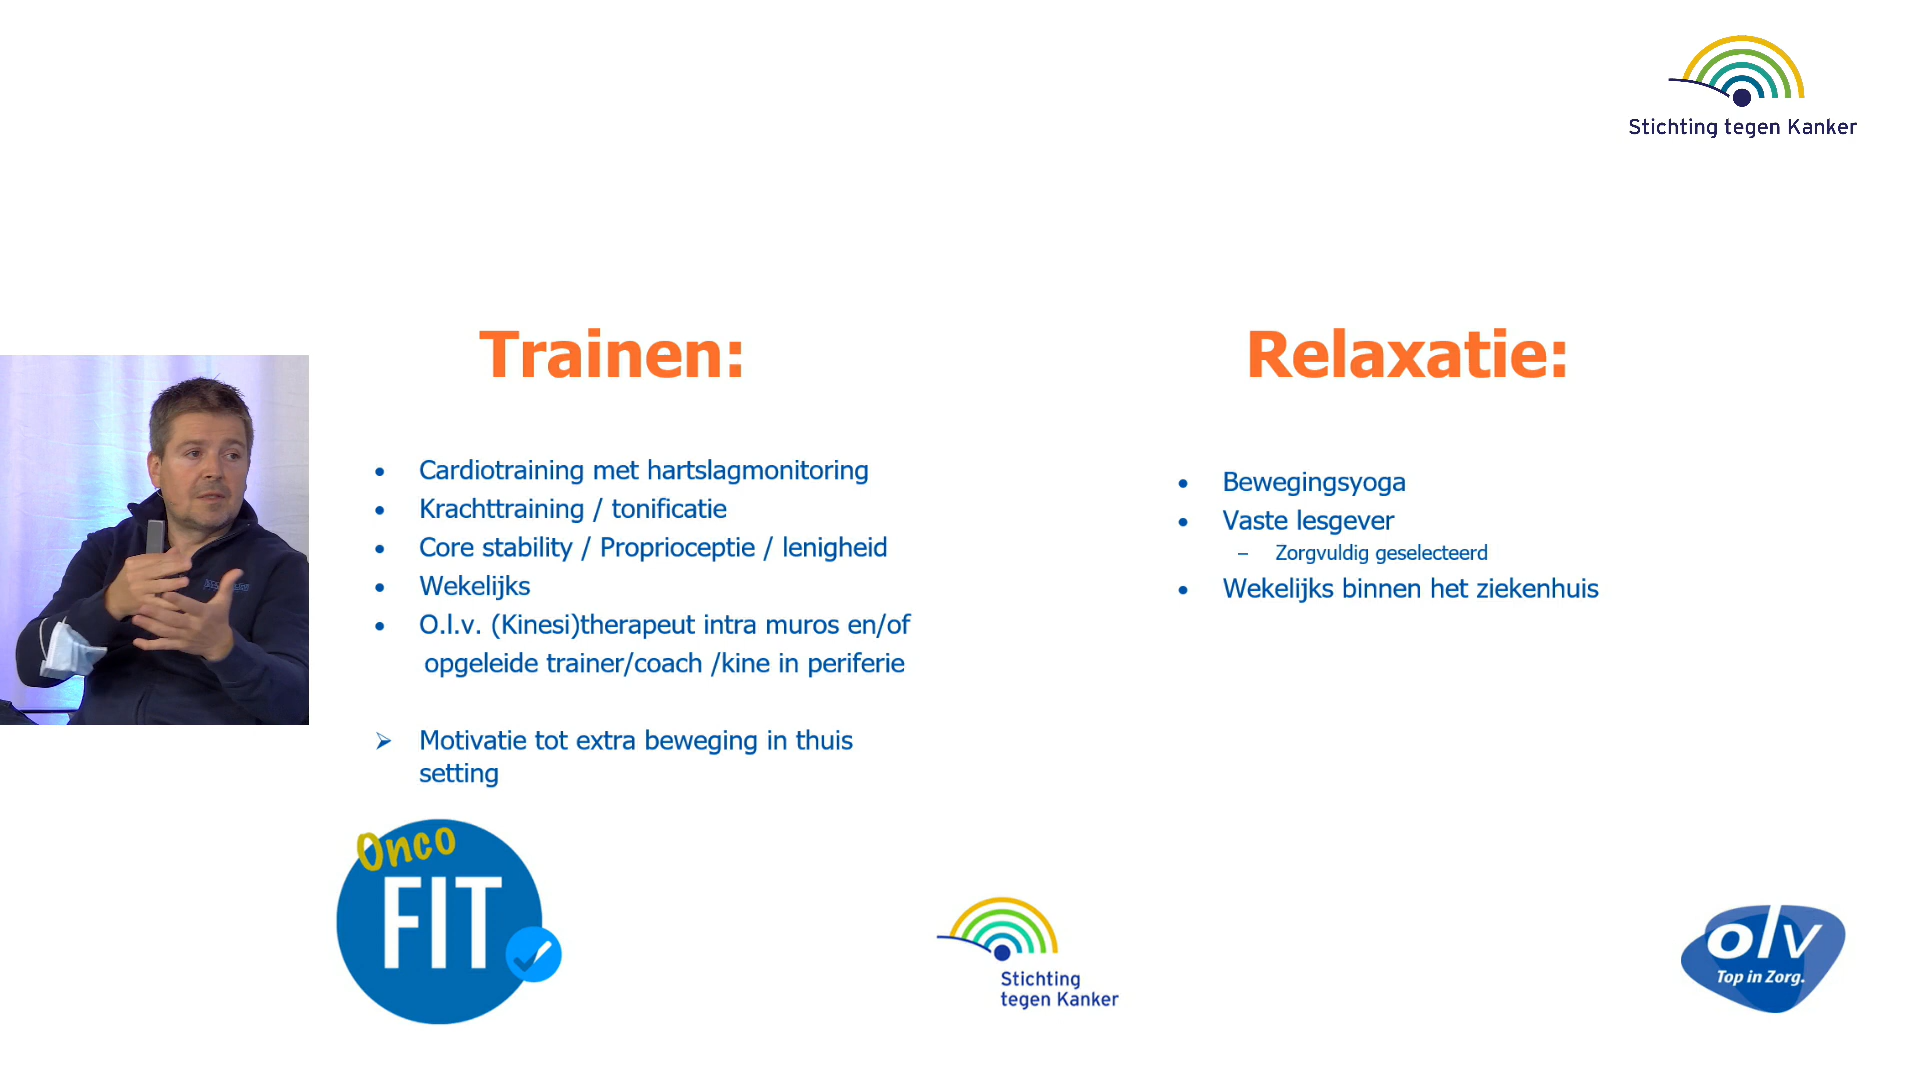 Stichting tegen Kanker
Trainen:
• Cardiotraining met hartslagmonitoring
• Krachttraining / tonificatie
• Core stability / Proprioceptie / lenigheid
• Wekelijks
• O.l.v. (Kinesi)therapeut intra muros en/of
opgeleide trainer/coach /kine in periferie
➢ Motivatie tot extra beweging in thuis
setting
Relaxatie:
• Bewegingsyoga
• Vaste lesgever
– Zorgvuldig geselecteerd
• Wekelijks binnen het ziekenhuis
Onco
FIT
Stichting
tegen Kanker
olv
Top in Zorg.